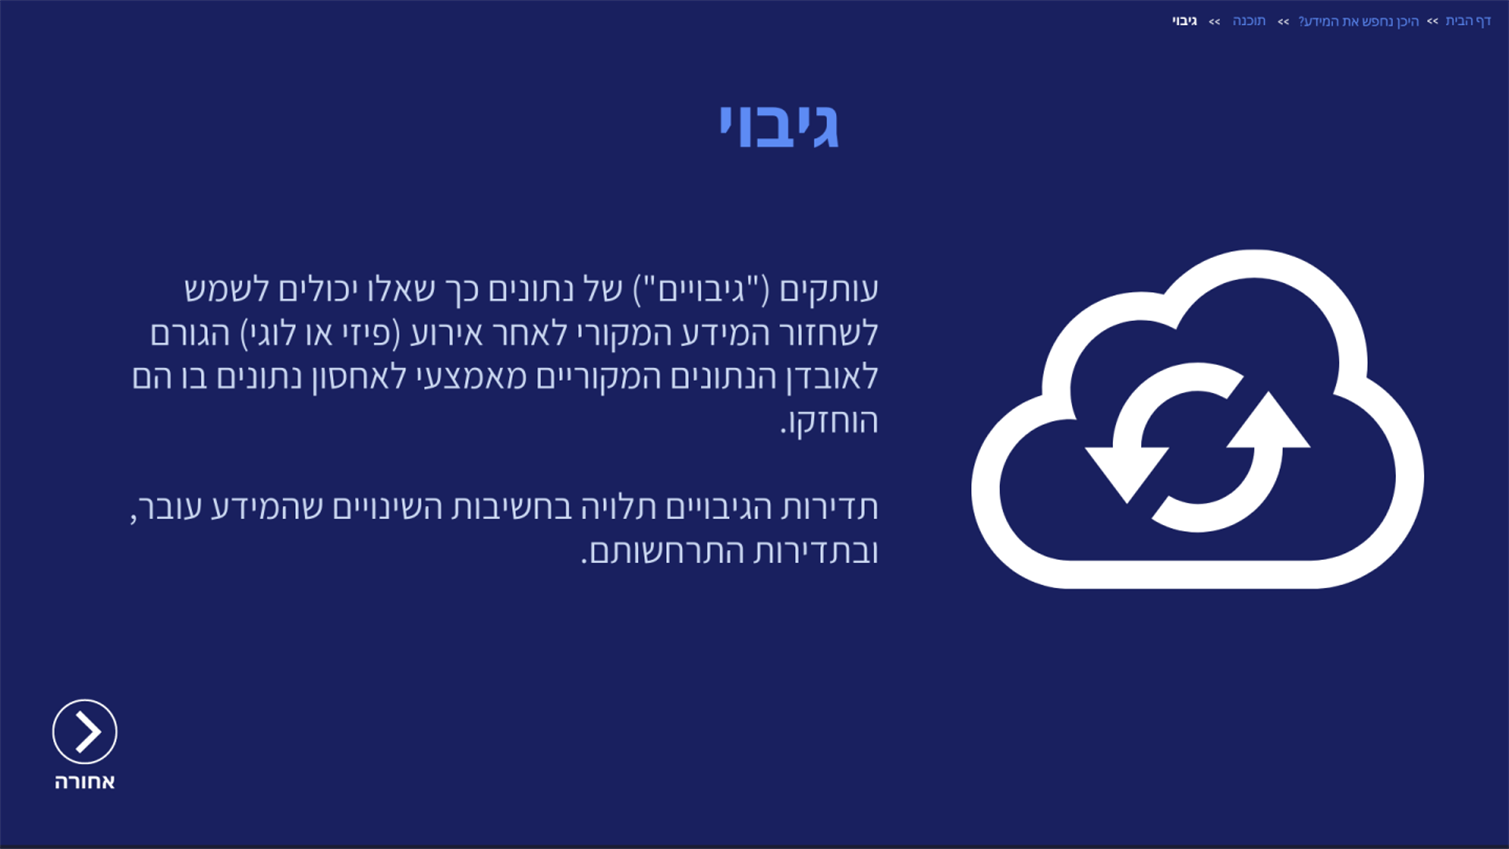 דף הבית >> היכן נחפש את המידע? >> תוכנה >> גיבוי
גיבוי
עותקים ("גיבויים") של נתונים כך שאלו יכולים לשמש
לשחזור המידע המקורי לאחר אירוע (פיזי או לוגי) הגורם
לאובדן הנתונים המקוריים מאמצעי לאחסון נתונים בו הם
הוחזקו.
תדירות הגיבויים תלויה בחשיבות השינויים שהמידע עובר,
ובתדירות התרחשותם.
אחורה